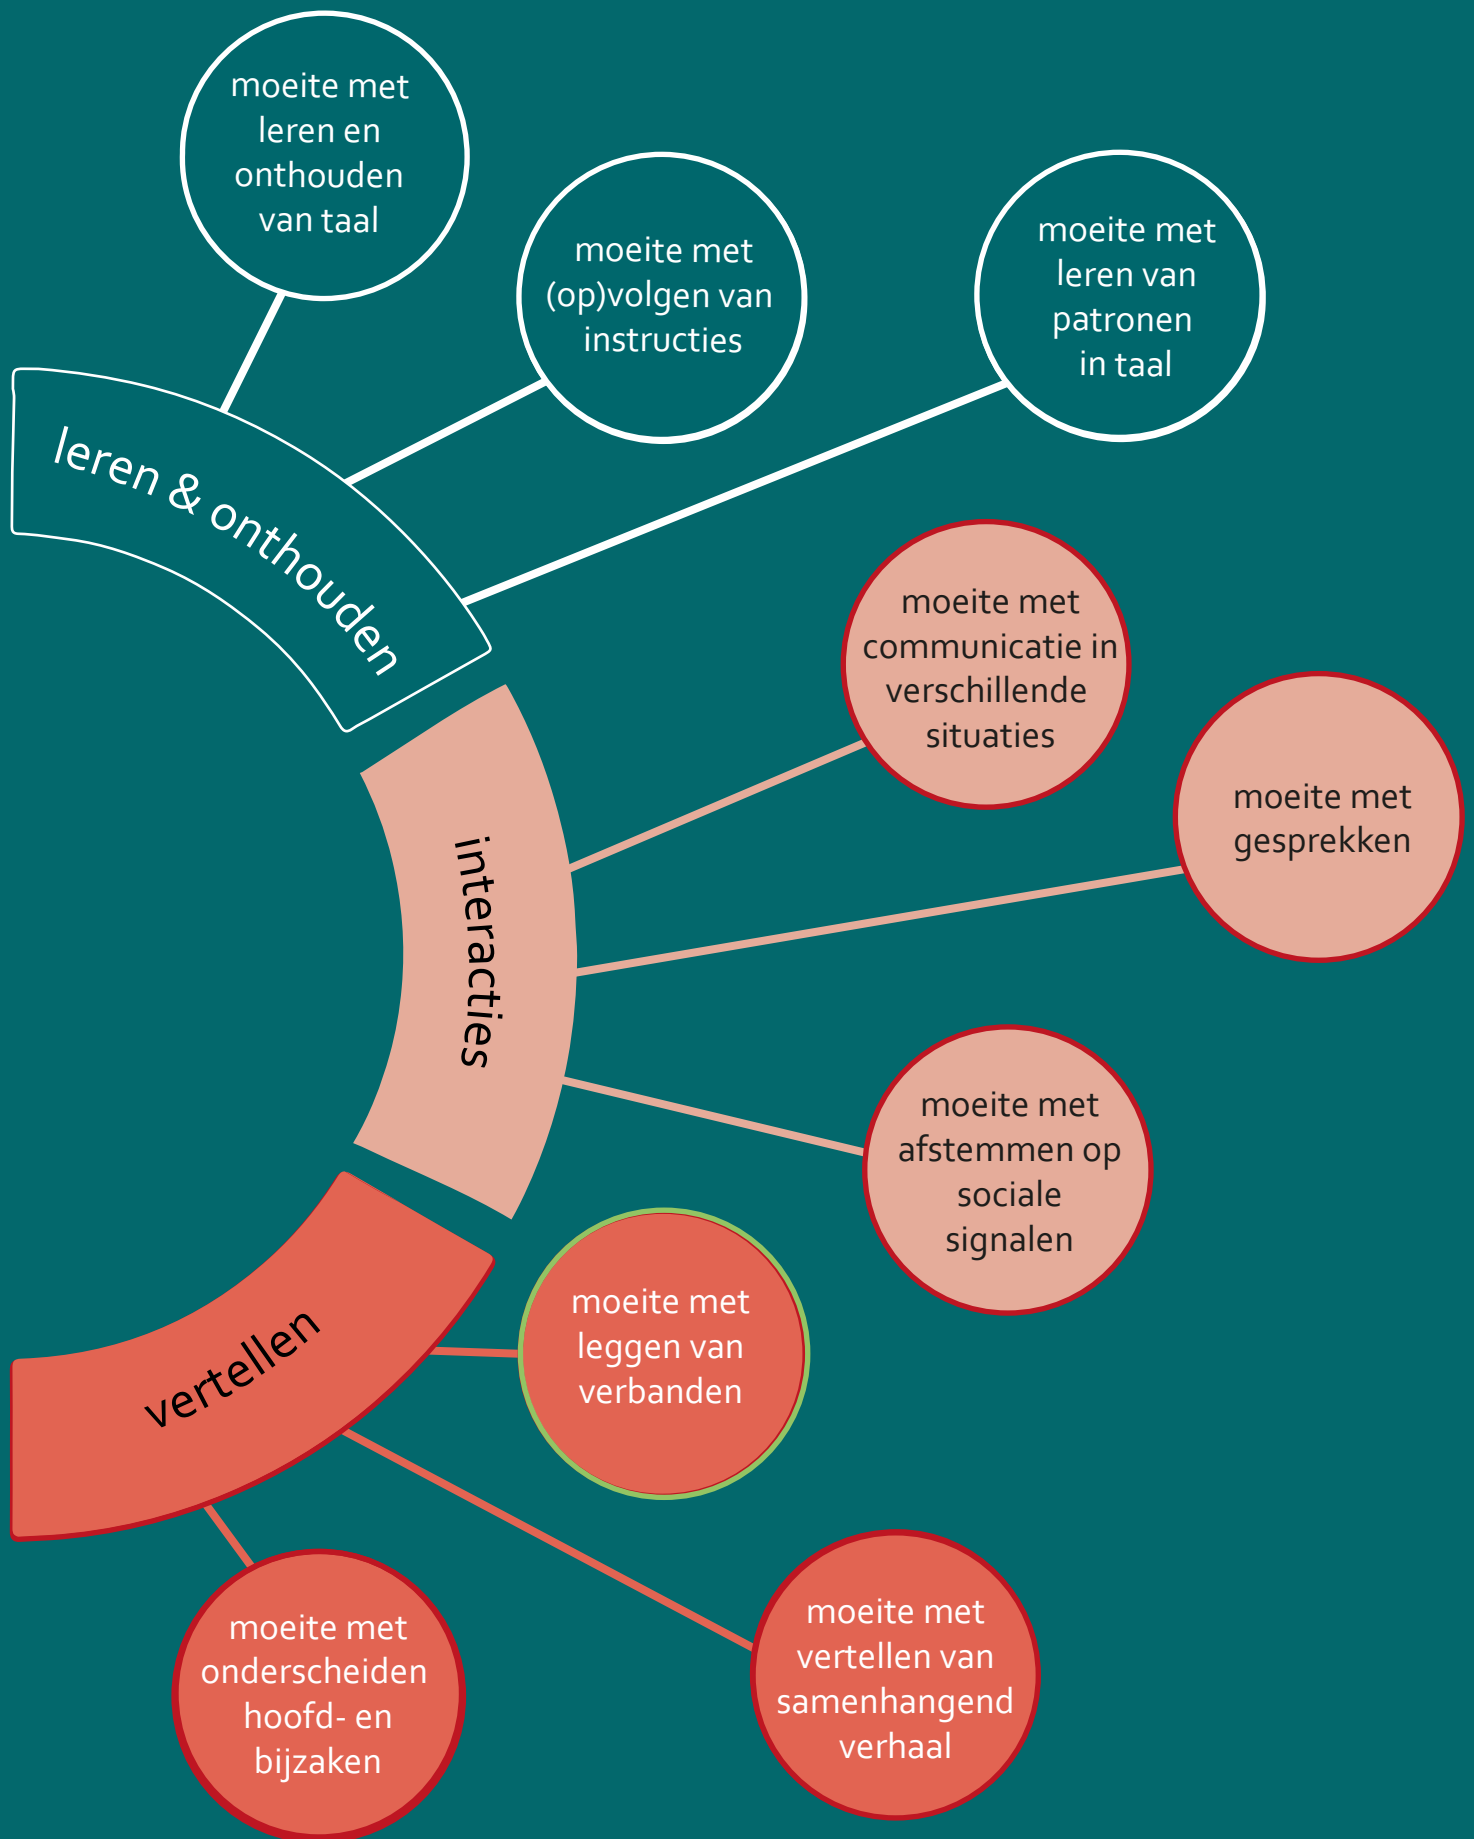 moeite met
leren en
onthouden
van taal
moeite met
(op)volgen van
instructies
moeite met
leren van
patronen
in taal
leren & onthouden
moeite met
communicatie in
verschillende
situaties
moeite met
gesprekken
interacties
moeite met
afstemmen op
sociale
signalen
moeite met
leggen van
verbanden
vertellen
moeite met
onderscheiden
hoofd- en
bijzaken
moeite met
vertellen van
samenhangend
verhaal